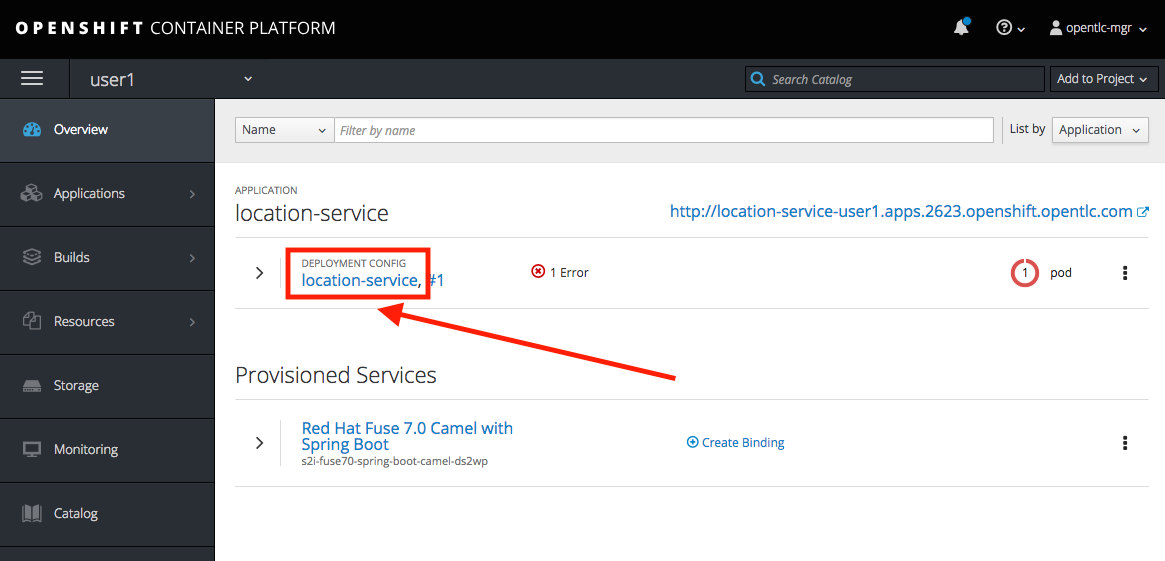 OPENSHIFT CONTAINER PLATFORM
opentlc-mgr
user1
Search Catalog
Add to Project
Overview
Applications
Builds
Resources
Storage
Monitoring
Catalog
Name
Filter by name
List by
Application
APPLICATION
location-service
http://location-service-user1.apps.2623.openshift.opentlc.com
DEPLOYMENT CONFIG
location-service, #1
1 Error
1 pod
Provisioned Services
Red Hat Fuse 7.0 Camel with
Spring Boot
s2i-fuse70-spring-boot-camel-ds2wp
Create Binding